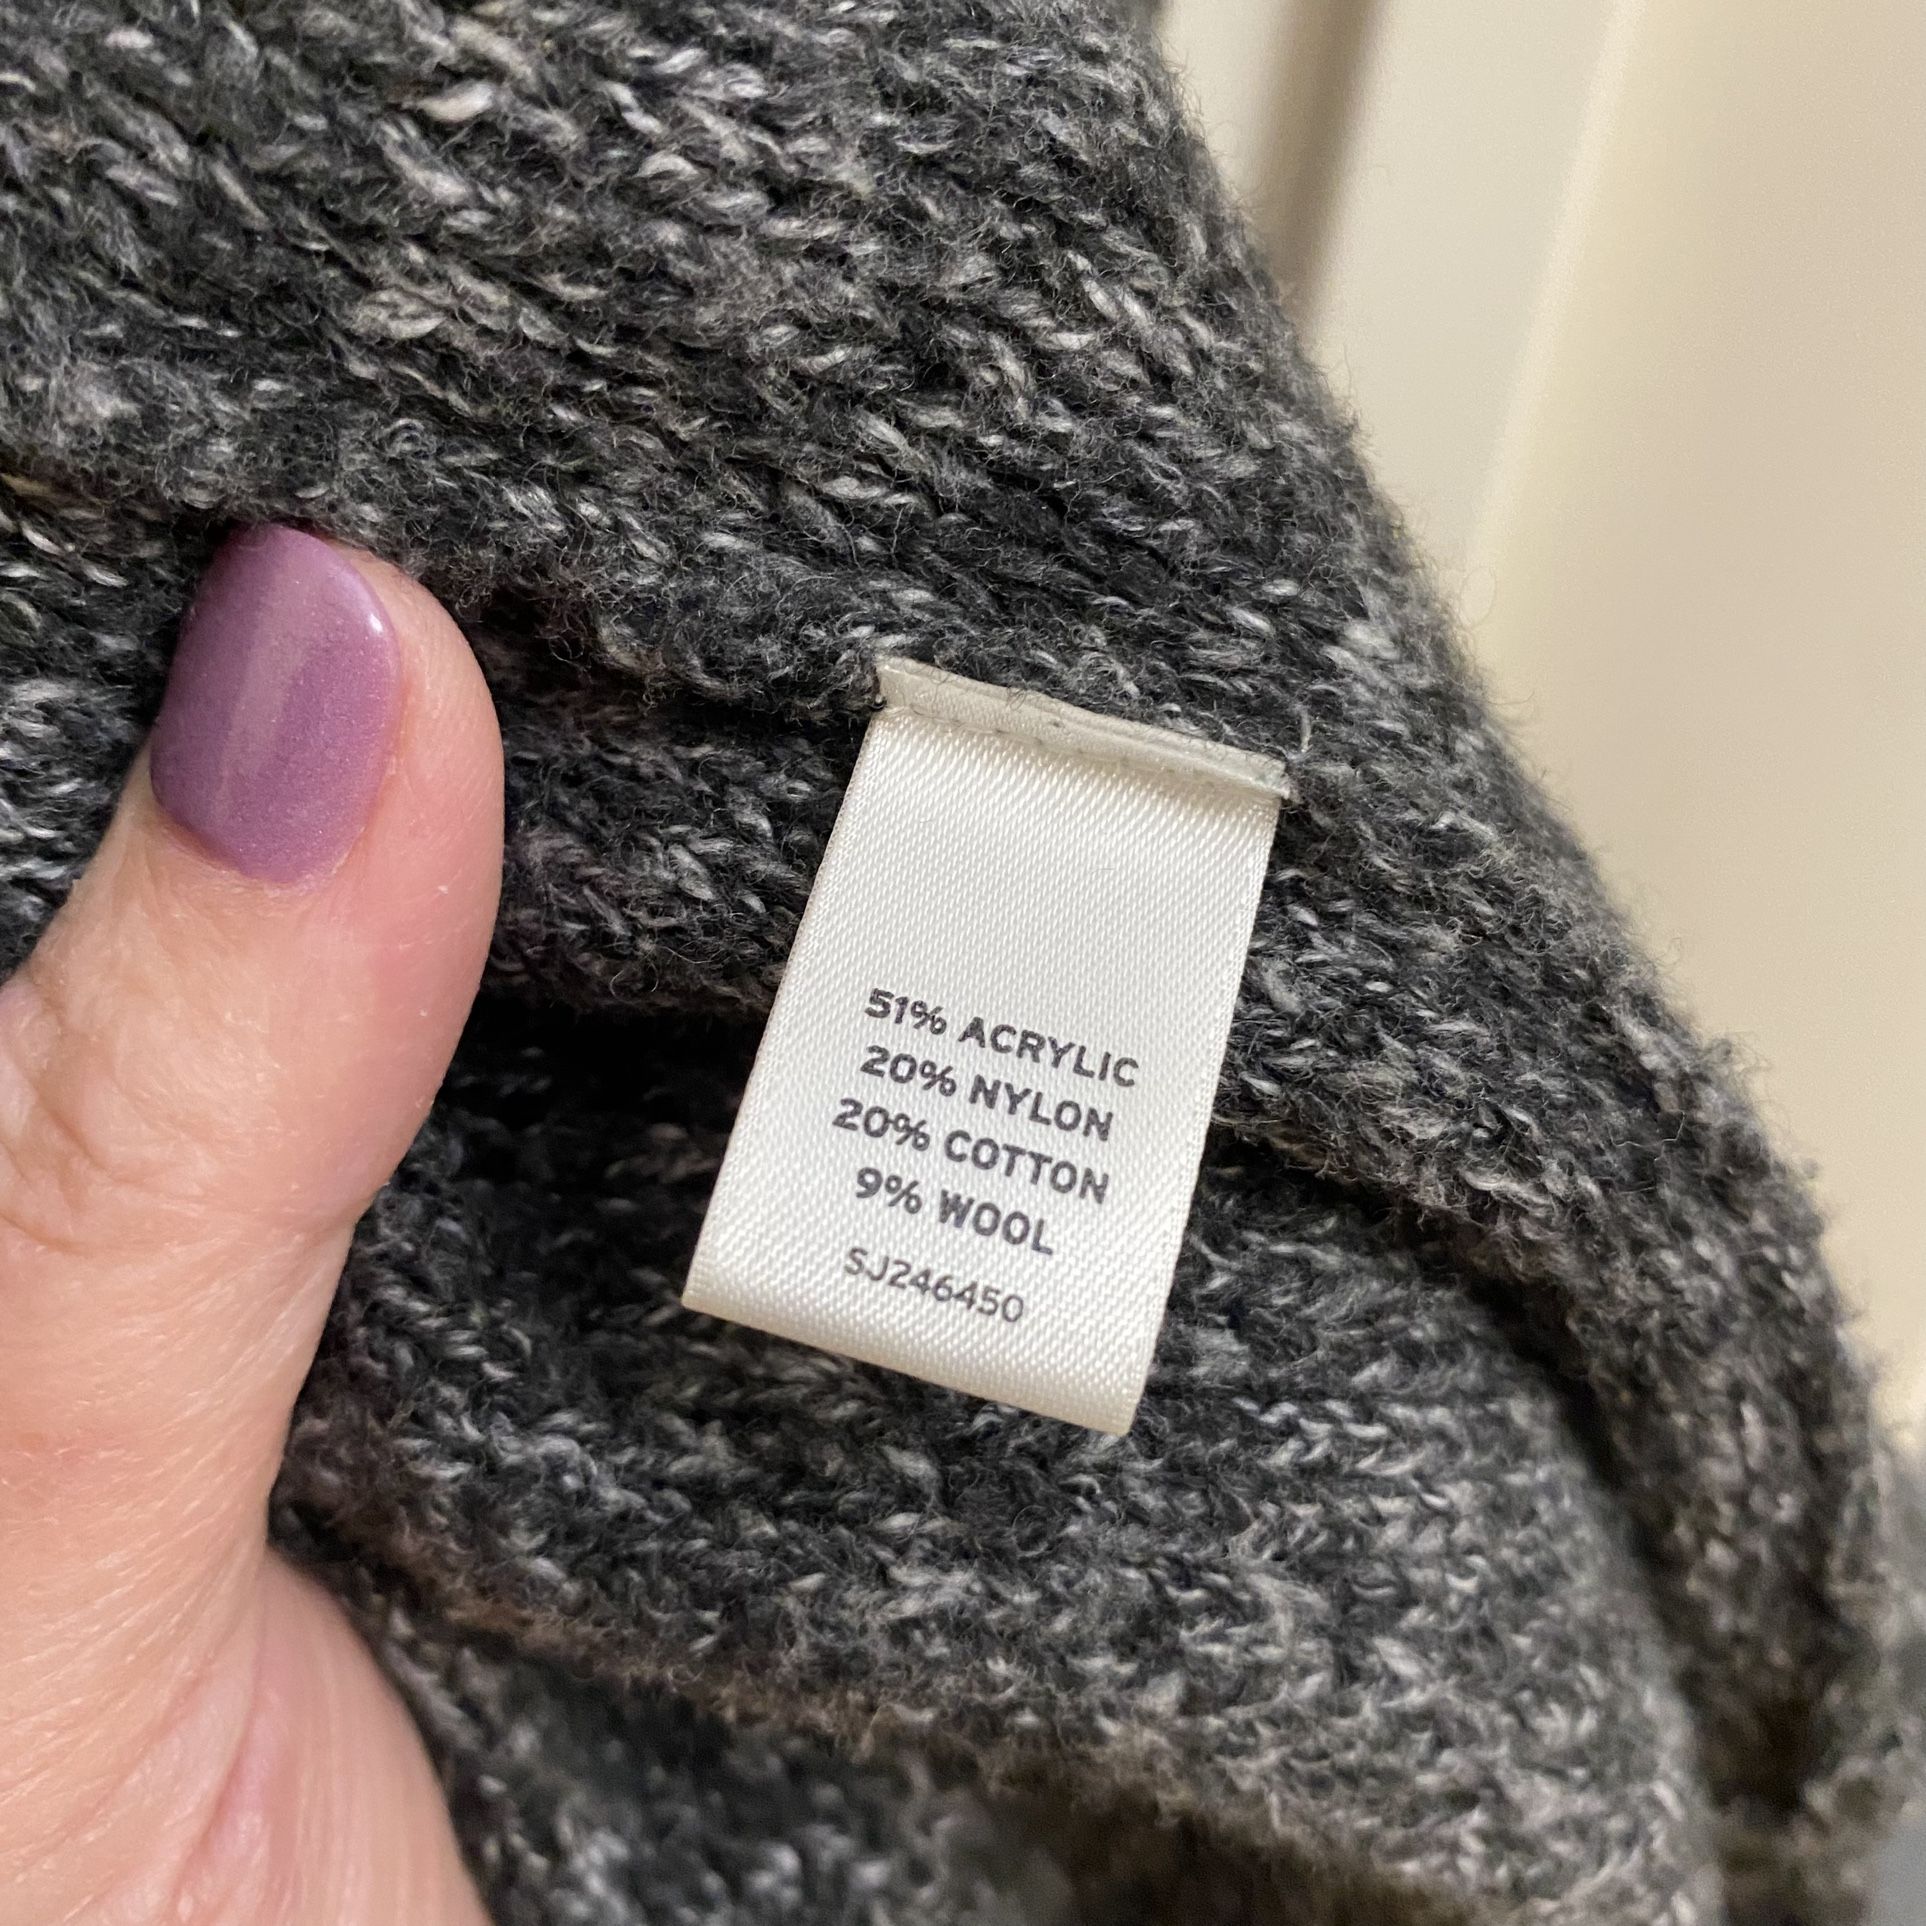 51% ACRYLIC
20% NYLON
20% COTTON
9% WOOL
SJ246450